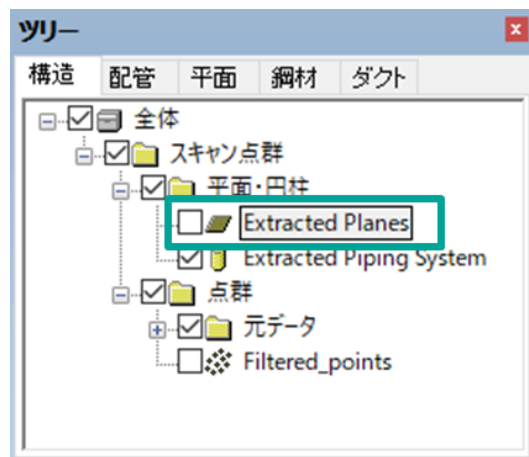 ツリー
構造 配管 平面 鋼材 ダクト
全体
スキャン点群
平面・円柱
Extracted Planes
Extracted Piping System
点群
元データ
Filtered_points